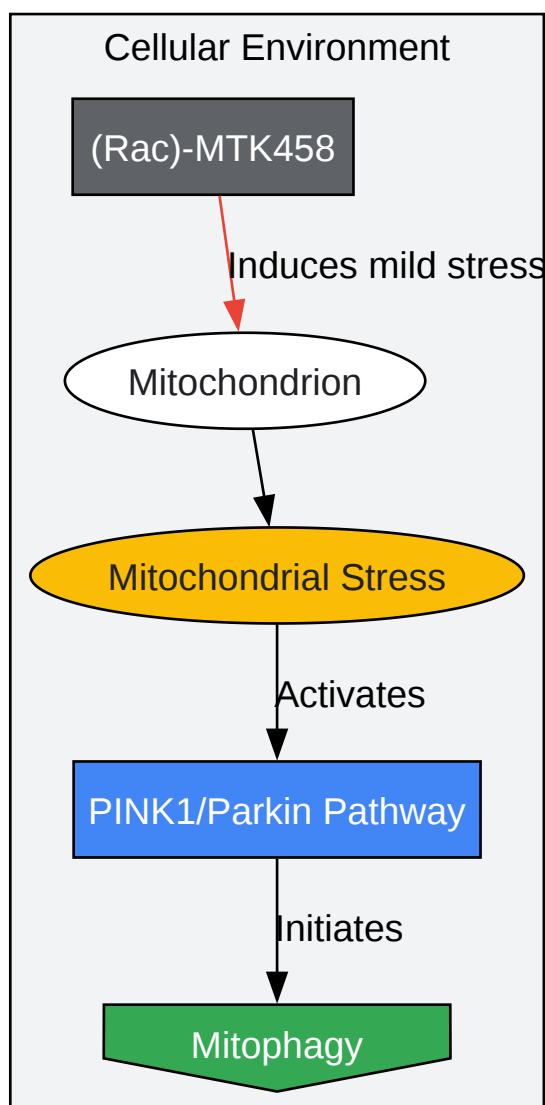 Cellular Environment
(Rac)-MTK458
Induces mild stress
Mitochondrion
Mitochondrial Stress
Activates
PINK1/Parkin Pathway
Initiates
Mitophagy